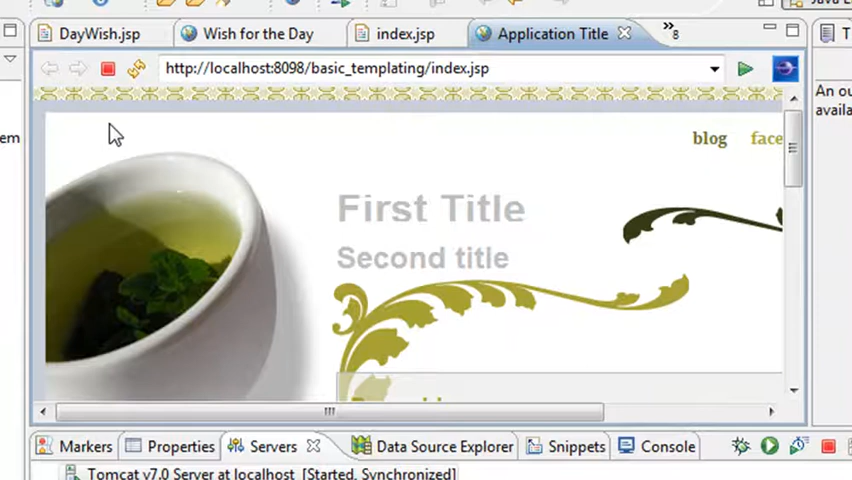 DayWish.jsp Wish for the Day index.jsp Application Title 8
http://localhost:8098/basic_templating/index.jsp
An ou
availa
em
blog face
First Title
Second title
Markers Properties Servers Data Source Explorer Snippets Console
Tomcat v7.0 Server at localhost [Started, Synchronized]